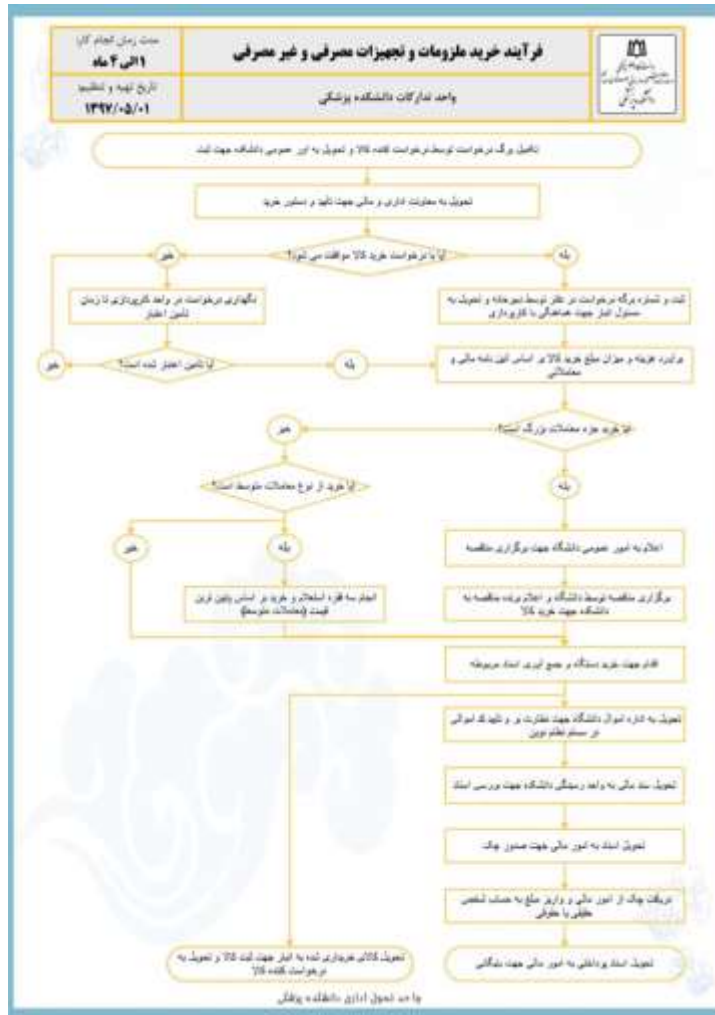 مدت زمان انجام کار:
۱ الی ۴ ماه
تاریخ تهیه و تنظیم:
۱۳۹۷/۰۵/۰۱
فرآیند خرید ملزومات و تجهیزات مصرفی و غیر مصرفی
واحد تدارکات دانشکده پزشکی
دانشکده پزشکی
تکمیل برگ درخواست توسط درخواست کننده کالا و تحویل به امور عمومی دانشکده جهت ثبت
تحویل به معاونت اداری و مالی جهت تایید و دستور خرید
آیا با درخواست خرید کالا موافقت می شود؟
بله
خیر
ثبت و شماره برگه درخواست در دفتر توسط دبیرخانه و تحویل به
مسئول انبار جهت هماهنگی با کارپردازی
نگهداری درخواست در واحد کارپردازی تا زمان
تأمین اعتبار
برآورد هزینه و میزان مبلغ خرید کالا بر اساس آئین نامه مالی و
معاملاتی
بله
آیا تأمین اعتبار شده است؟
خیر
آیا خرید جزء معاملات بزرگ است؟
خیر
بله
آیا خرید از نوع معاملات متوسط است؟
بله
خیر
اعلام به امور عمومی دانشگاه جهت برگزاری مناقصه
برگزاری مناقصه توسط دانشگاه و اعلام برنده مناقصه به
دانشکده جهت خرید کالا
انجام سه فقره استعلام و خرید بر اساس پایین ترین
قیمت (معاملات متوسط)
اقدام جهت خرید دستگاه و جمع آوری اسناد مربوطه
تحویل به اداره اموال دانشگاه جهت نظارت بر و تایید کد اموالی
در سیستم نظام نوین
تحویل سند مالی به واحد رسیدگی دانشکده جهت بررسی اسناد
تحویل اسناد به امور مالی جهت صدور چک
دریافت چک از امور مالی و واریز مبلغ به حساب شخص
حقیقی یا حقوقی
تحویل اسناد پرداختی به امور مالی جهت بایگانی
تحویل کالای خریداری شده به انبار جهت ثبت کالا و تحویل به
درخواست کننده کالا
واحد تحول اداری دانشکده پزشکی